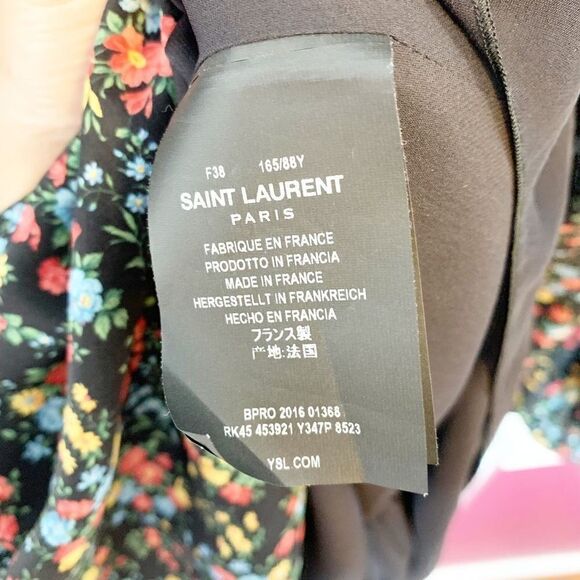 F38 165/88Y
SAINT LAURENT
PARIS
FABRIQUE EN FRANCE
PRODOTTO IN FRANCIA
MADE IN FRANCE
HERGESTELLT IN FRANKREICH
HECHO EN FRANCIA
フランス製
产地:法国
BPRO 2016 01368
RK45 453921 Y347P 8523
YSL.COM